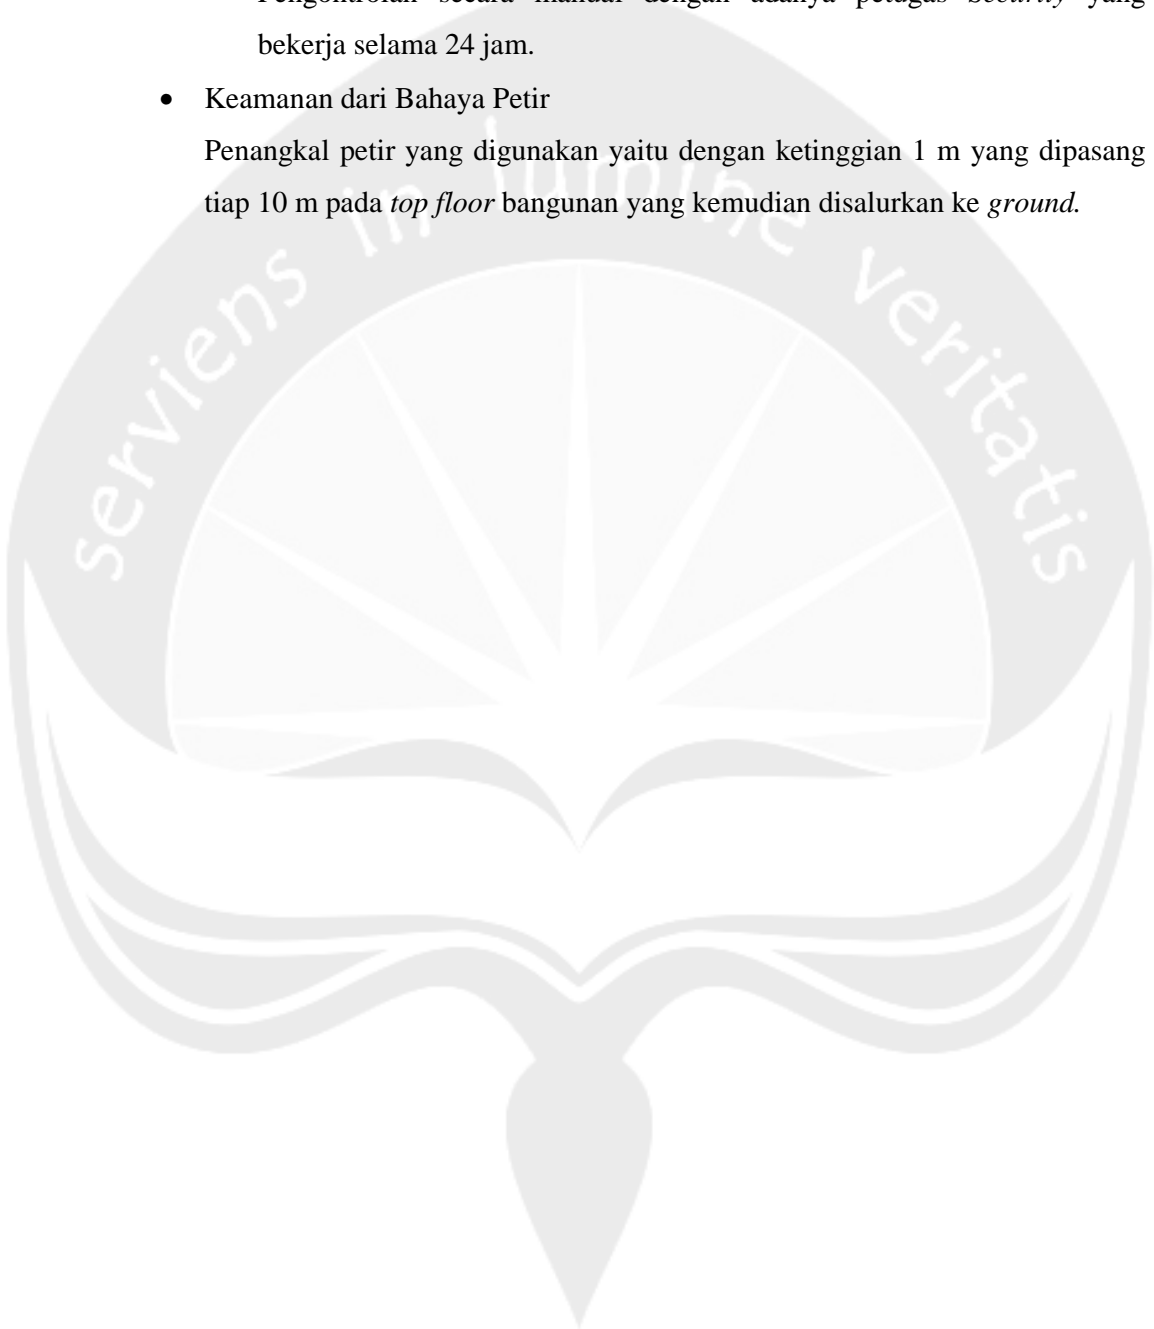 Pengontrolan secara manual dengan adanya petugas Security yang
bekerja selama 24 jam.
• Keamanan dari Bahaya Petir
Penangkal petir yang digunakan yaitu dengan ketinggian 1 m yang dipasang
tiap 10 m pada top floor bangunan yang kemudian disalurkan ke ground.
serviens in lumine veritatis